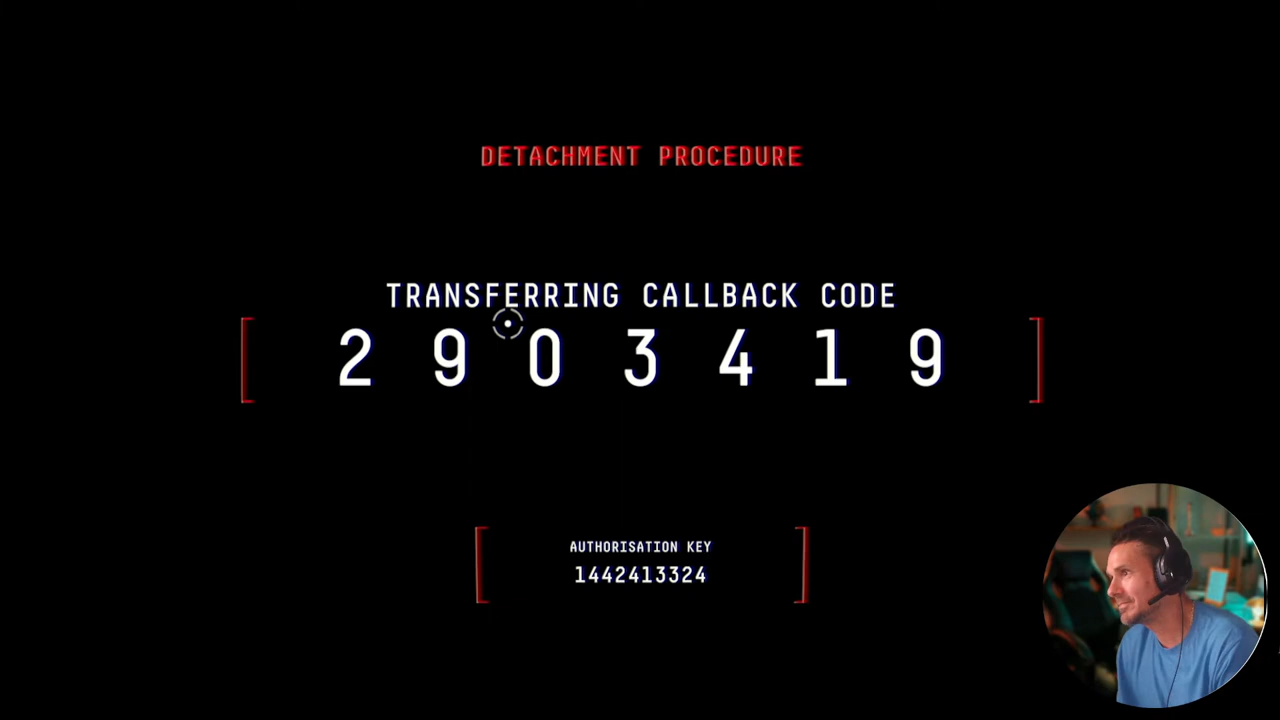 DETACHMENT PROCEDURE
TRANSFERRING CALLBACK CODE
2 9 0 3 4 1 9
AUTHORISATION KEY
1442413324